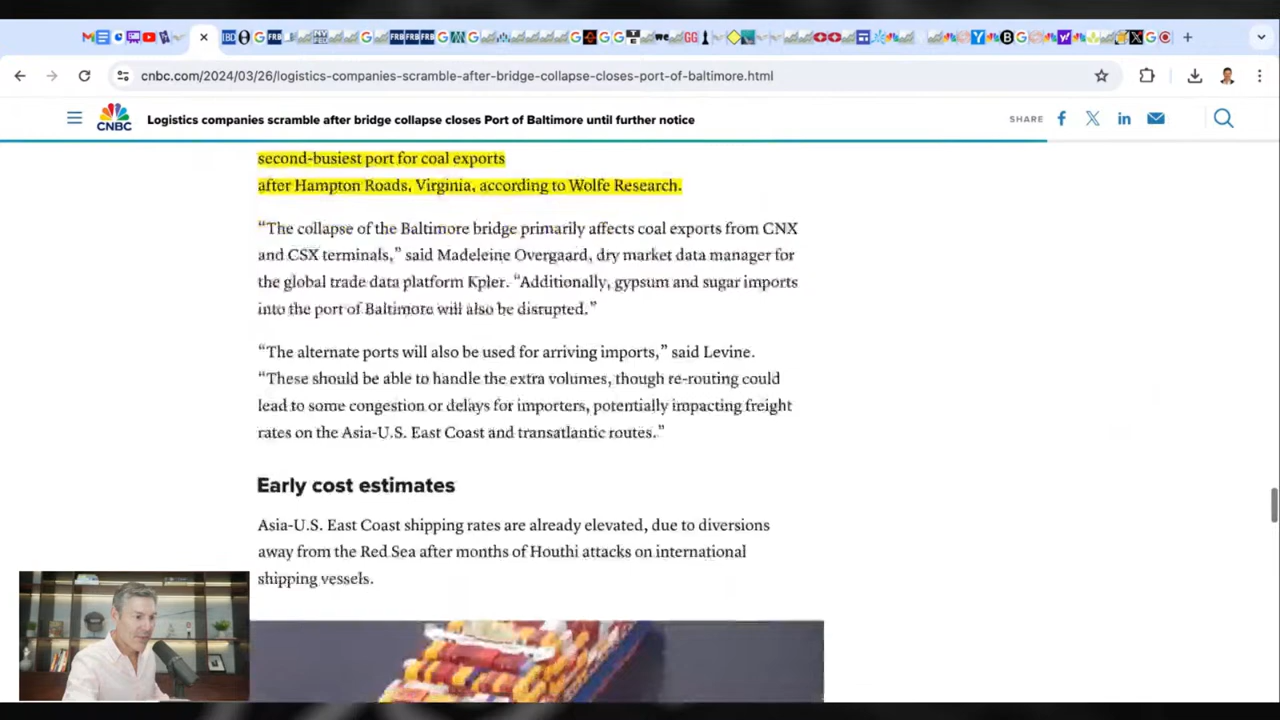 cnbc.com/2024/03/26/logistics-companies-scramble-after-bridge-collapse-closes-port-of-baltimore.html
CNBC
Logistics companies scramble after bridge collapse closes Port of Baltimore until further notice
SHARE
second-busiest port for coal exports
after Hampton Roads, Virginia, according to Wolfe Research.
“The collapse of the Baltimore bridge primarily affects coal exports from CNX
and CSX terminals,” said Madeleine Overgaard, dry market data manager for
the global trade data platform Kpler. “Additionally, gypsum and sugar imports
into the port of Baltimore will also be disrupted.”
“The alternate ports will also be used for arriving imports,” said Levine.
“These should be able to handle the extra volumes, though re-routing could
lead to some congestion or delays for importers, potentially impacting freight
rates on the Asia-U.S. East Coast and transatlantic routes.”
Early cost estimates
Asia-U.S. East Coast shipping rates are already elevated, due to diversions
away from the Red Sea after months of Houthi attacks on international
shipping vessels.